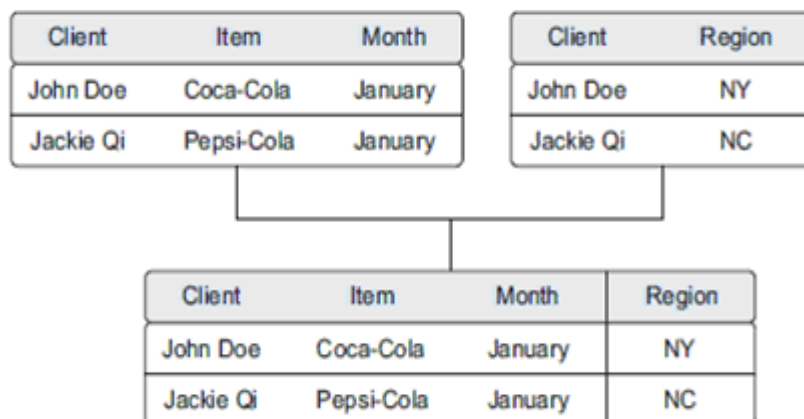 Client Item Month
John Doe Coca-Cola January
Jackie Qi Pepsi-Cola January
Client Region
John Doe NY
Jackie Qi NC
Client Item Month Region
John Doe Coca-Cola January NY
Jackie Qi Pepsi-Cola January NC